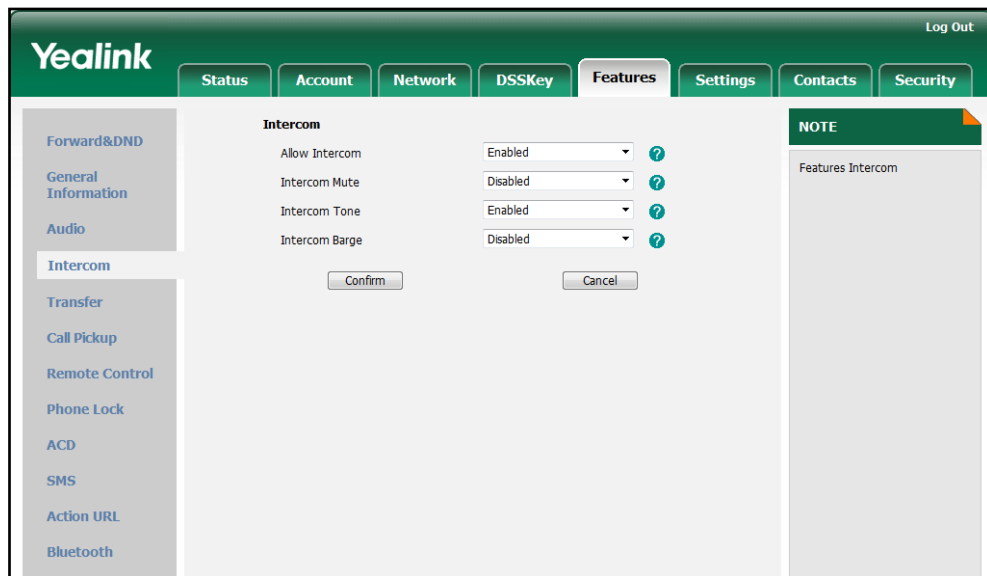 Log Out
Yealink
Status
Account
Network
DSSKey
Features
Settings
Contacts
Security
Forward&DND
General
Information
Audio
Intercom
Transfer
Call Pickup
Remote Control
Phone Lock
ACD
SMS
Action URL
Bluetooth
Intercom
Allow Intercom Enabled ?
Intercom Mute Disabled ?
Intercom Tone Enabled ?
Intercom Barge Disabled ?
Confirm Cancel
NOTE
Features Intercom